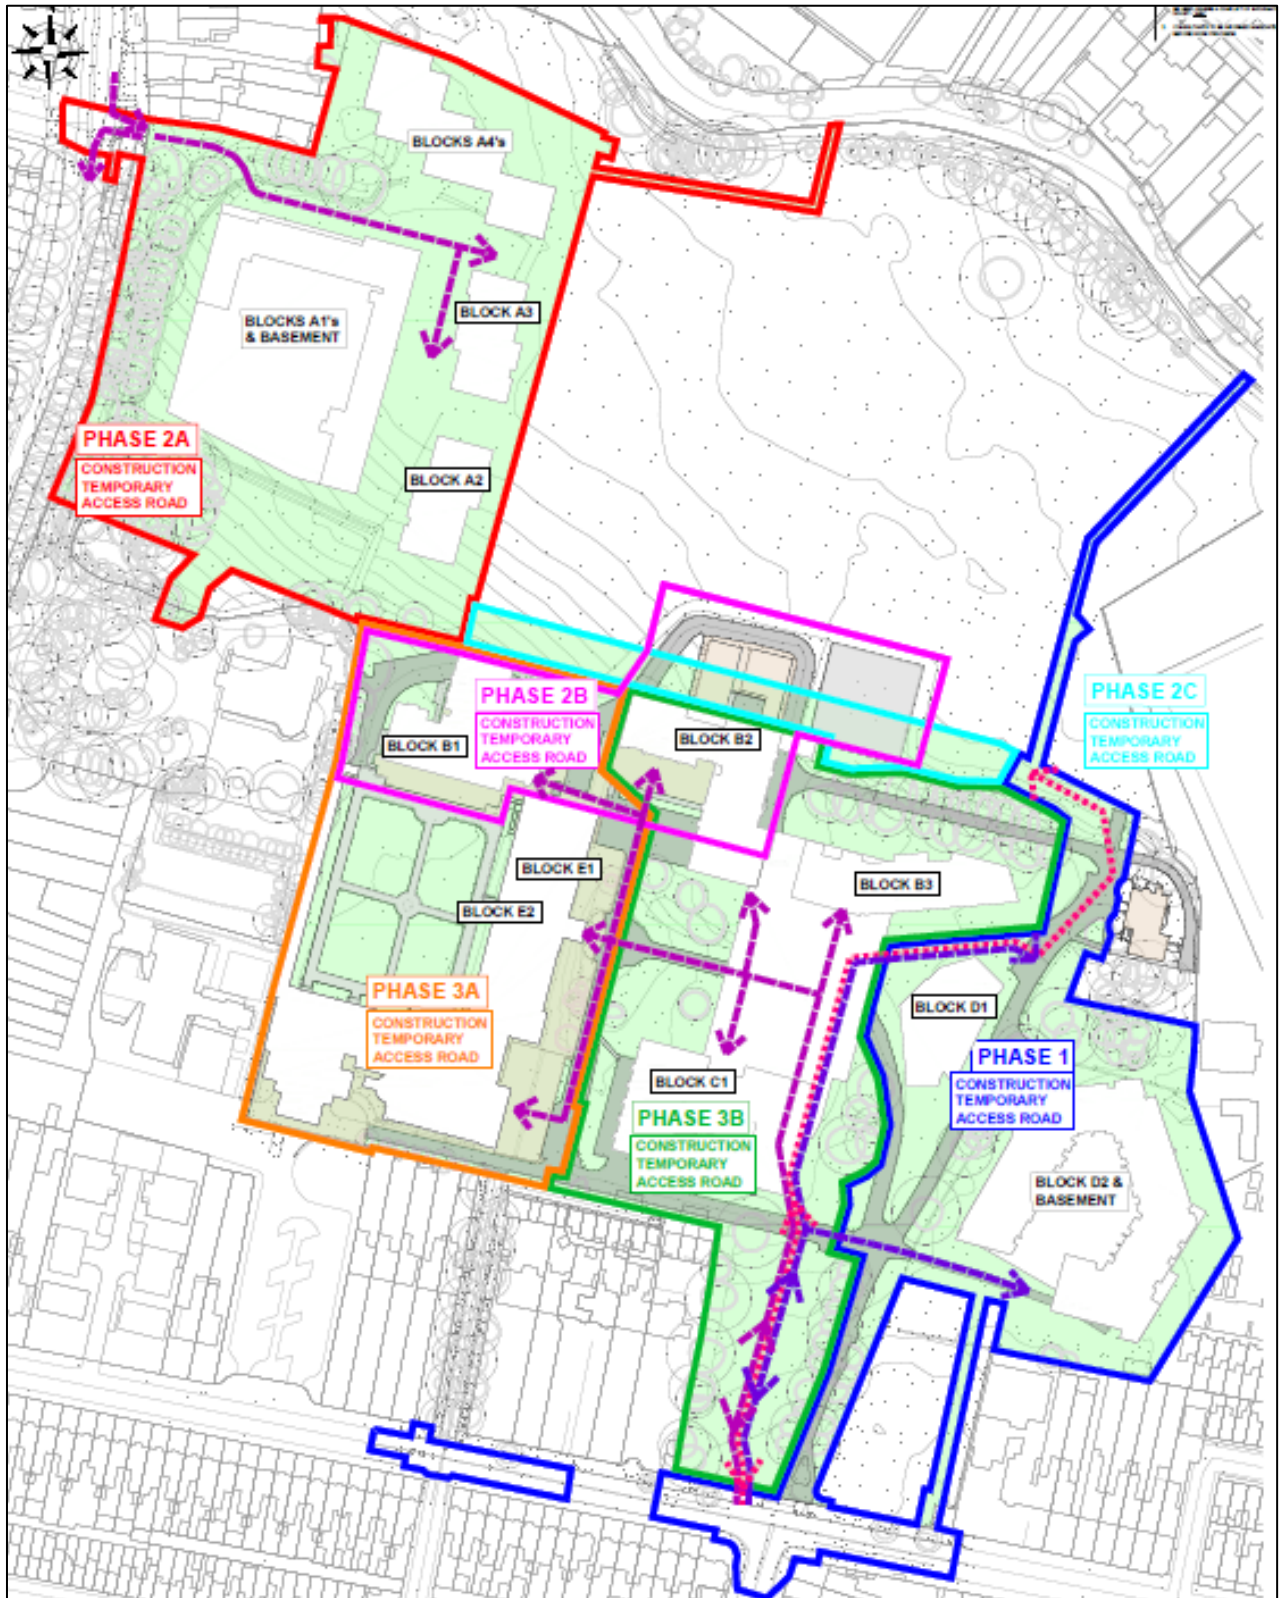 BLOCKS A4's
BLOCK A3
BLOCKS A1's
& BASEMENT
PHASE 2A
CONSTRUCTION
TEMPORARY
ACCESS ROAD
BLOCK A2
PHASE 2B
CONSTRUCTION
TEMPORARY
ACCESS ROAD
PHASE 2C
CONSTRUCTION
TEMPORARY
ACCESS ROAD
BLOCK B1
BLOCK B2
BLOCK E1
BLOCK B3
BLOCK E2
PHASE 3A
CONSTRUCTION
TEMPORARY
ACCESS ROAD
BLOCK D1
PHASE 1
CONSTRUCTION
TEMPORARY
ACCESS ROAD
BLOCK C1
PHASE 3B
CONSTRUCTION
TEMPORARY
ACCESS ROAD
BLOCK D2 &
BASEMENT